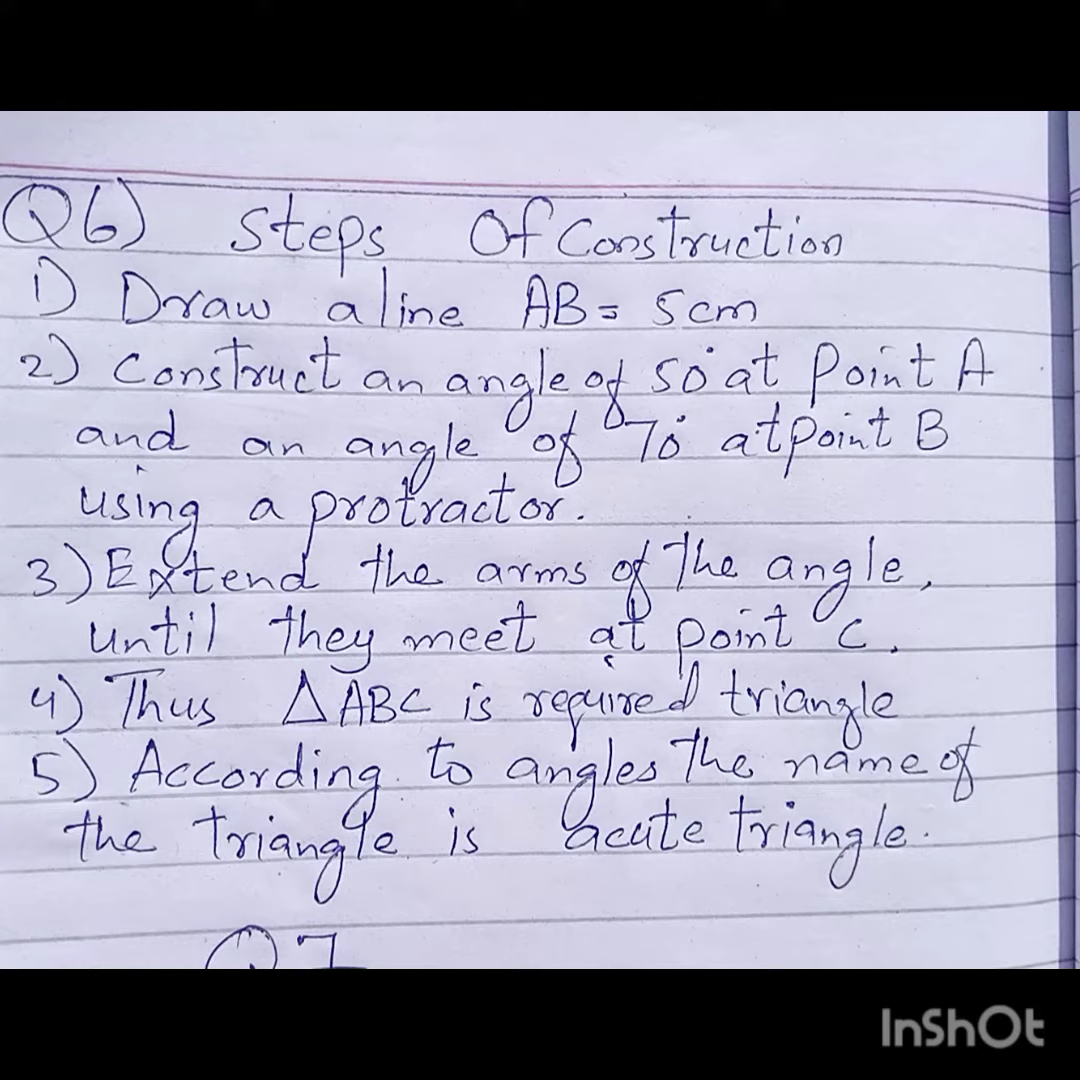 Q6) Steps Of Construction
1) Draw a line AB = 5cm
2) Construct an angle of 50° at Point A
and an angle of 70° at point B
using a protractor.
3) Extend the arms of the angle,
until they meet at point C.
4) Thus △ABC is required triangle
5) According to angles the name of
the triangle is acute triangle.
Q7
InShOt